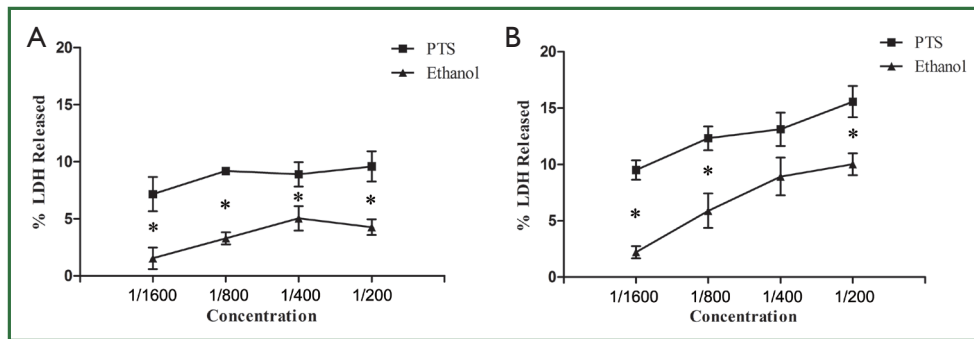 A
PTS
Ethanol
20
15
10
5
0
% LDH Released
*
*
*
*
1/1600
1/800
1/400
1/200
Concentration
B
PTS
Ethanol
20
15
10
5
0
% LDH Released
*
*
*
1/1600
1/800
1/400
1/200
Concentration